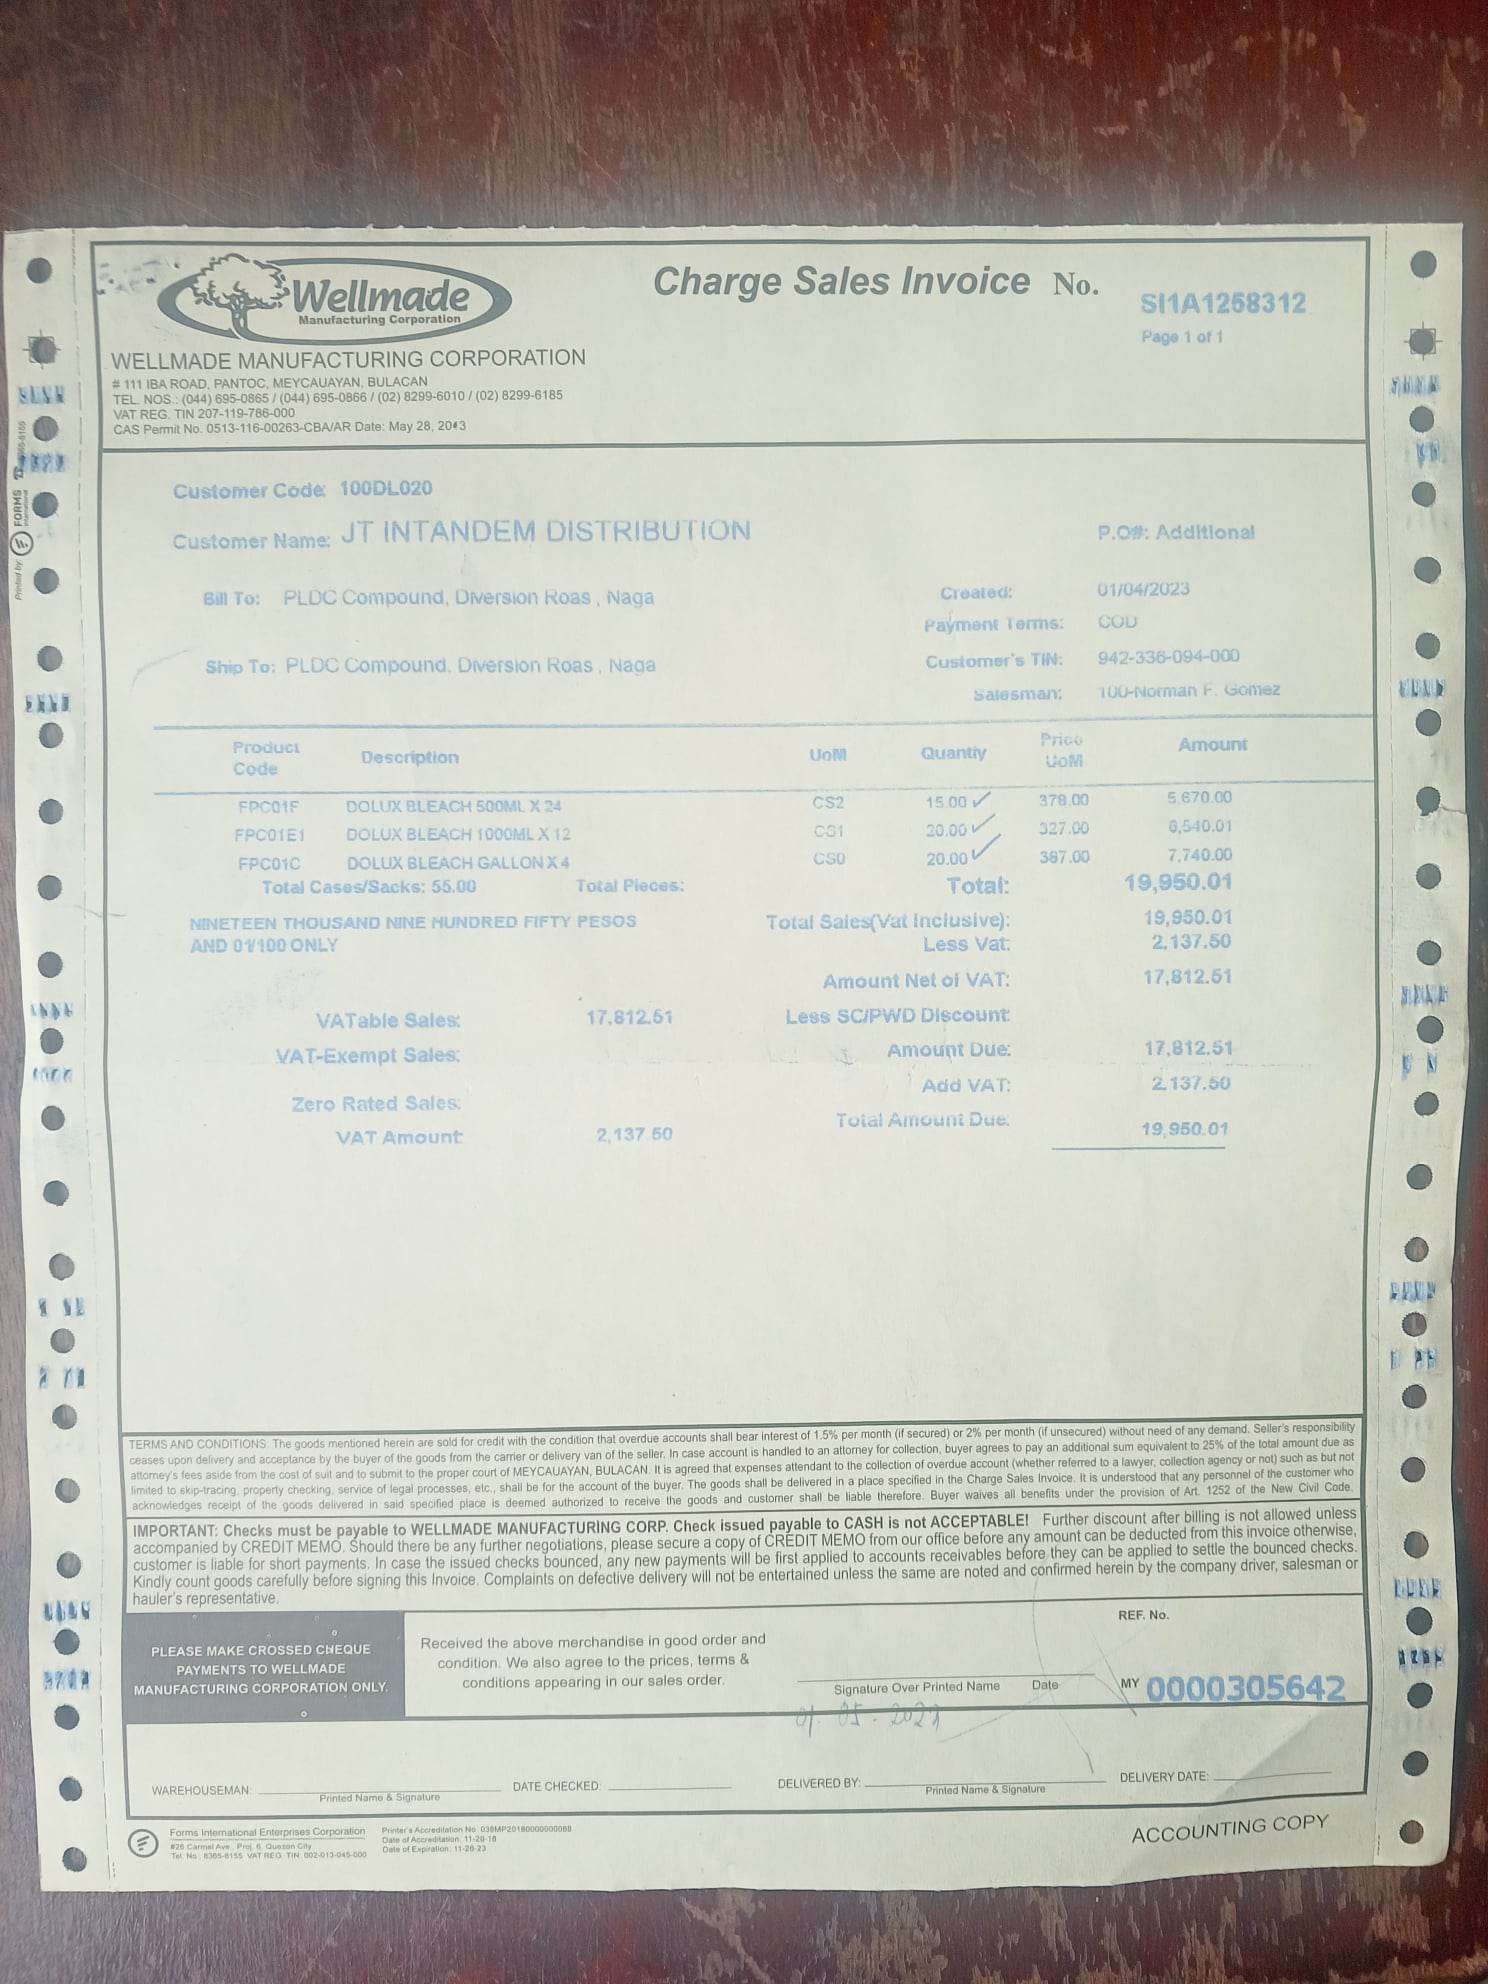 Wellmade
Manufacturing Corporation
Charge Sales Invoice No.
SI1A1258312
Page 1 of 1
WELLMADE MANUFACTURING CORPORATION
# 111 IBA ROAD, PANTOC, MEYCAUAYAN, BULACAN
TEL. NOS.: (044) 695-0865 / (044) 695-0866 / (02) 8299-6010 / (02) 8299-6185
VAT REG. TIN 207-119-786-000
CAS Permit No. 0513-116-00263-CBA/AR Date: May 28, 2013
Customer Code: 100DL020
Customer Name: JT INTANDEM DISTRIBUTION
P.O#: Additional
Bill To: PLDC Compound, Diversion Roas , Naga
Created: 01/04/2023
Payment Terms: COD
Ship To: PLDC Compound, Diversion Roas , Naga
Customer's TIN: 942-336-094-000
Salesman: 100-Norman F. Gomez
Product Code Description UoM Quantiy Price UoM Amount
FPC01F DOLUX BLEACH 500ML X 24 CS2 15.00 ✓ 378.00 5,670.00
FPC01E1 DOLUX BLEACH 1000ML X 12 CS1 20.00 ✓ 327.00 6,540.01
FPC01C DOLUX BLEACH GALLON X 4 CS0 20.00 ✓ 387.00 7,740.00
Total Cases/Sacks: 55.00 Total Pieces: Total: 19,950.01
NINETEEN THOUSAND NINE HUNDRED FIFTY PESOS
AND 01/100 ONLY
Total Sales(Vat Inclusive): 19,950.01
Less Vat: 2,137.50
Amount Net of VAT: 17,812.51
VATable Sales: 17,812.51 Less SC/PWD Discount:
VAT-Exempt Sales: Amount Due: 17,812.51
Add VAT: 2,137.50
Zero Rated Sales:
Total Amount Due: 19,950.01
VAT Amount: 2,137.50
TERMS AND CONDITIONS: The goods mentioned herein are sold for credit with the condition that overdue accounts shall bear interest of 1.5% per month (if secured) or 2% per month (if unsecured) without need of any demand. Seller's responsibility
ceases upon delivery and acceptance by the buyer of the goods from the carrier or delivery van of the seller. In case account is handled to an attorney for collection, buyer agrees to pay an additional sum equivalent to 25% of the total amount due as
attorney's fees aside from the cost of suit and to submit to the proper court of MEYCAUAYAN, BULACAN. It is agreed that expenses attendant to the collection of overdue account (whether referred to a lawyer, collection agency or not) such as but not
limited to skip-tracing, property checking, service of legal processes, etc., shall be for the account of the buyer. The goods shall be delivered in a place specified in the Charge Sales Invoice. It is understood that any personnel of the customer who
acknowledges receipt of the goods delivered in said specified place is deemed authorized to receive the goods and customer shall be liable therefore. Buyer waives all benefits under the provision of Art. 1252 of the New Civil Code.
IMPORTANT: Checks must be payable to WELLMADE MANUFACTURING CORP. Check issued payable to CASH is not ACCEPTABLE! Further discount after billing is not allowed unless
accompanied by CREDIT MEMO. Should there be any further negotiations, please secure a copy of CREDIT MEMO from our office before any amount can be deducted from this invoice otherwise,
customer is liable for short payments. In case the issued checks bounced, any new payments will be first applied to accounts receivables before they can be applied to settle the bounced checks.
Kindly count goods carefully before signing this Invoice. Complaints on defective delivery will not be entertained unless the same are noted and confirmed herein by the company driver, salesman or
hauler's representative.
PLEASE MAKE CROSSED CHEQUE
PAYMENTS TO WELLMADE
MANUFACTURING CORPORATION ONLY.
Received the above merchandise in good order and
condition. We also agree to the prices, terms &
conditions appearing in our sales order.
Signature Over Printed Name Date
REF. No.
MY 0000305642
WAREHOUSEMAN:
Printed Name & Signature
DATE CHECKED:
DELIVERED BY:
Printed Name & Signature
DELIVERY DATE:
Forms International Enterprises Corporation
#26 Carmel Ave., Proj. 6, Quezon City
Tel. No. 8365-8155 VAT REG. TIN 002-013-045-000
Printer's Accreditation No. 038MP20180000000068
Date of Accreditation: 11-28-18
Date of Expiration: 11-28-23
ACCOUNTING COPY
Printed by: FORMS